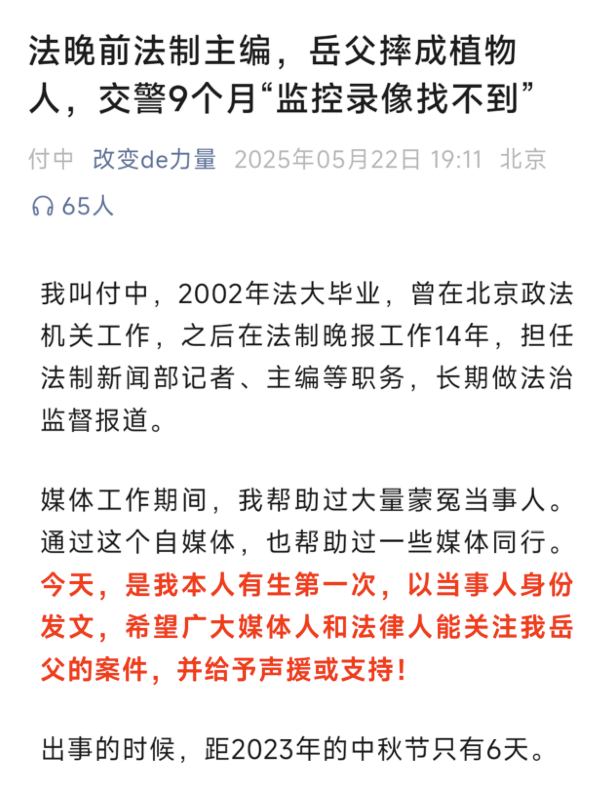 法晚前法制主编，岳父摔成植物
人，交警9个月“监控录像找不到”
付中 改变de力量 2025年05月22日 19:11 北京
65人
我叫付中，2002年法大毕业，曾在北京政法
机关工作，之后在法制晚报工作14年，担任
法制新闻部记者、主编等职务，长期做法治
监督报道。
媒体工作期间，我帮助过大量蒙冤当事人。
通过这个自媒体，也帮助过一些媒体同行。
今天，是我本人有生第一次，以当事人身份
发文，希望广大媒体人和法律人能关注我岳
父的案件，并给予声援或支持！
出事的时候，距2023年的中秋节只有6天。